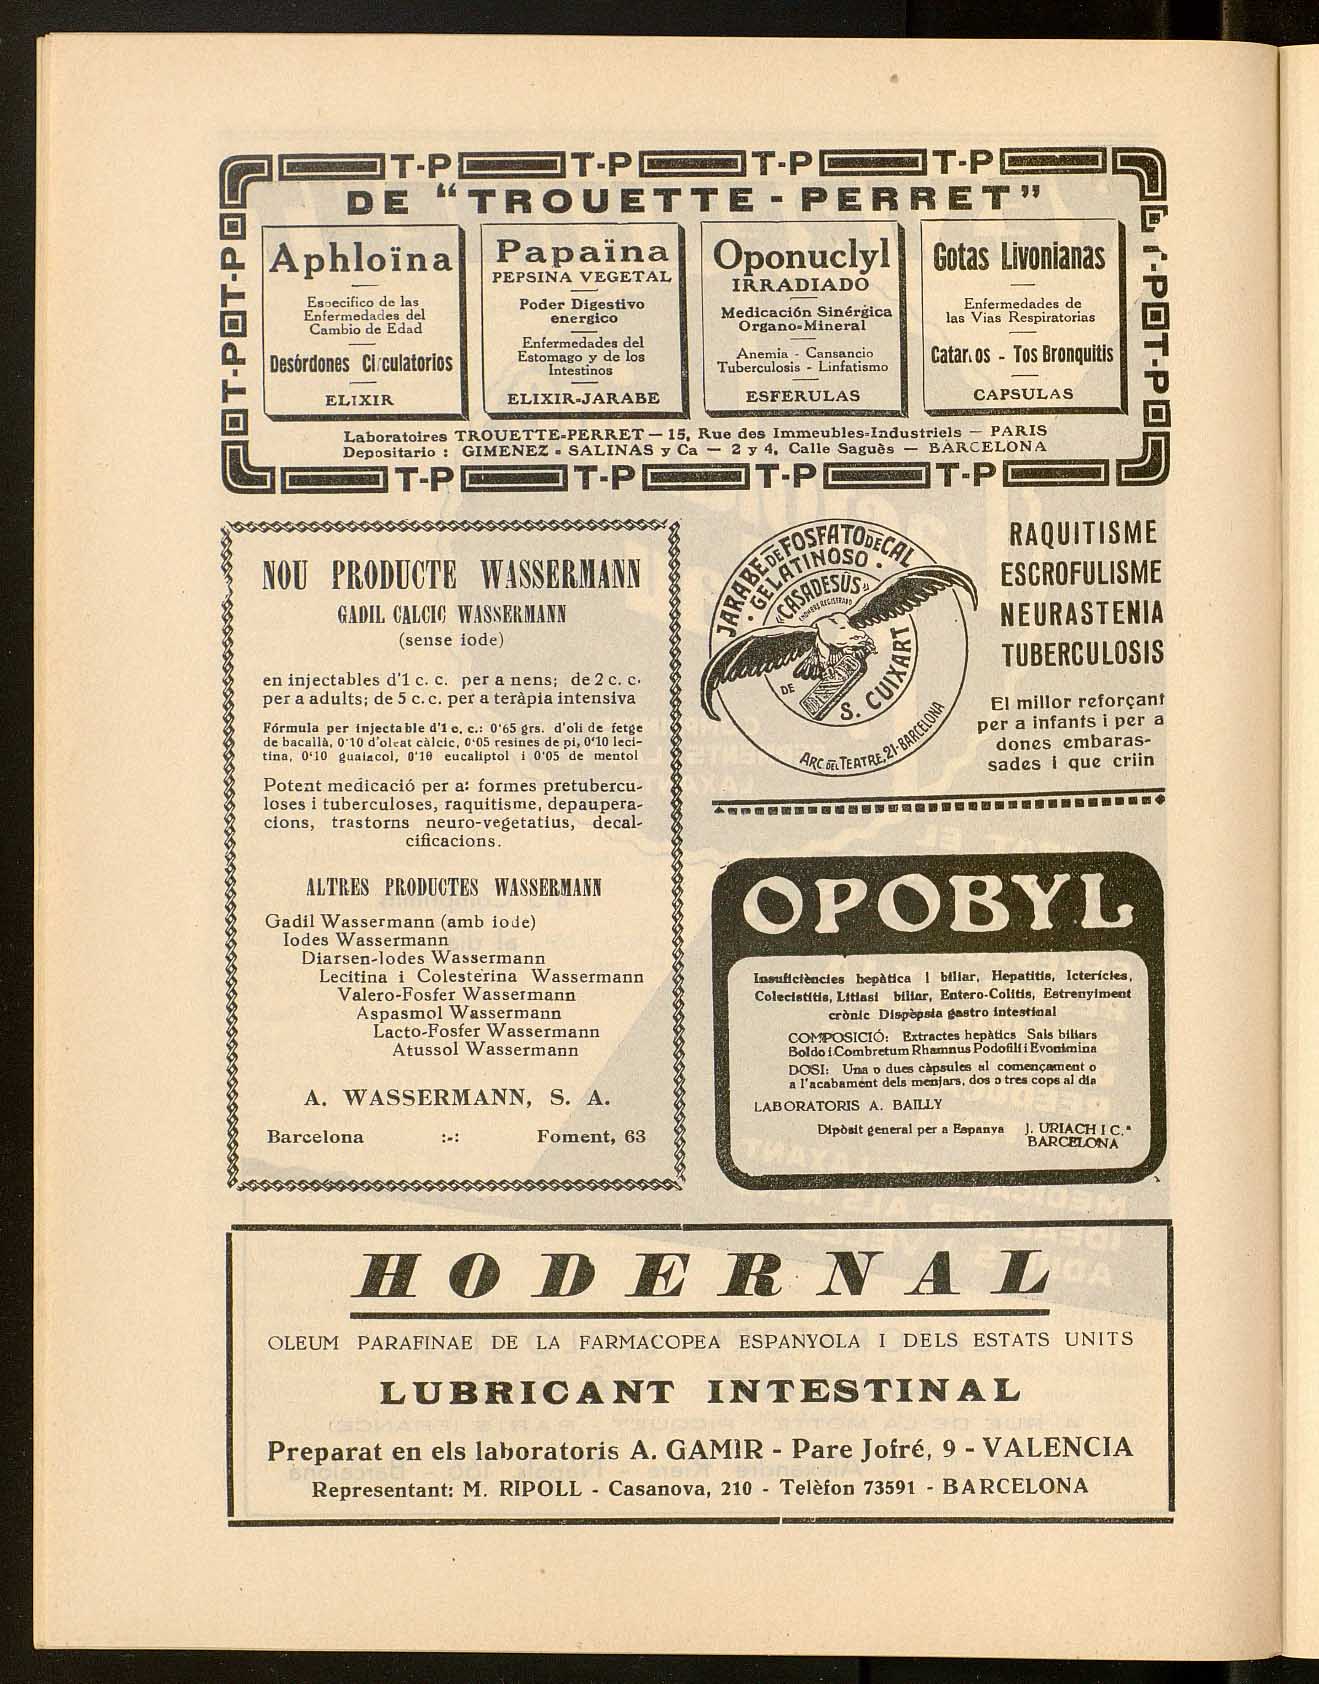 T-P T-P T-P T-P
DE "TROUETTE-PERRET"
Aphloïna
Especifico de las
Enfermedades del
Cambio de Edad
Desórdones Circulatorios
ELIXIR
Papaïna
PEPSINA VEGETAL
Poder Digestivo
energico
Enfermedades del
Estomago y de los
Intestinos
ELIXIR-JARABE
Oponuclyl
IRRADIADO
Medicación Sinérgica
Organo-Mineral
Anemia - Cansancio
Tuberculosis - Linfatismo
ESFERULAS
Gotas Livonianas
Enfermedades de
las Vias Respiratorias
Catarros - Tos Bronquitis
CAPSULAS
T-P T-P
T-P T-P
Laboratoires TROUETTE-PERRET — 15, Rue des Immeubles-Industriels — PARIS
Depositario : GIMENEZ - SALINAS y Ca — 2 y 4, Calle Saguès — BARCELONA
T-P T-P T-P T-P
NOU PRODUCTE WASSERMANN
GADIL CALCIC WASSERMANN
(sense iode)
en injectables d'1 c. c. per a nens; de 2 c. c.
per a adults; de 5 c. c. per a teràpia intensiva
Fórmula per injectable d'1 c. c.: 0'65 grs. d'oli de fetge
de bacallà, 0'10 d'oleat càlcic, 0'05 resines de pi, 0'10 leci-
tina, 0'10 guaiacol, 0'10 eucaliptol i 0'05 de mentol
Potent medicació per a: formes pretubercu-
loses i tuberculoses, raquitisme, depaupera-
cions, trastorns neuro-vegetatius, decal-
cificacions.
ALTRES PRODUCTES WASSERMANN
Gadil Wassermann (amb iode)
Iodes Wassermann
Diarsen-Iodes Wassermann
Lecitina i Colesterina Wassermann
Valero-Fosfer Wassermann
Aspasmol Wassermann
Lacto-Fosfer Wassermann
Atussol Wassermann
A. WASSERMANN, S. A.
Barcelona :-: Foment, 63
JARABE DE FOSFATO DE CAL
· GELATINOSO ·
"CASADESÚS"
(NOMBRE REGISTRADO)
DE
S. CUIXART
ARC DEL TEATRE, 21-BARCELONA
RAQUITISME
ESCROFULISME
NEURASTENIA
TUBERCULOSIS
El millor reforçant
per a infants i per a
dones embaras-
sades i que criin
OPOBYL
Insuficiències hepàtica i biliar, Hepatitis, Icterícies,
Colecistitis, Litiasi biliar, Entero-Colitis, Estrenyiment
crònic Dispèpsia gastro intestinal
COMPOSICIÓ: Extractes hepàtics Sals biliars
Boldo i Combretum Rhamnus Podofilli i Evonimina
DOSI: Una o dues càpsules al començament o
a l'acabament dels menjars, dos o tres cops al dia
LABORATORIS A. BAILLY
Dipòsit general per a Espanya J. URIACH I C.ª
BARCELONA
HODERNAL
OLEUM PARAFINAE DE LA FARMACOPEA ESPANYOLA I DELS ESTATS UNITS
LUBRICANT INTESTINAL
Preparat en els laboratoris A. GAMIR - Pare Jofré, 9 - VALENCIA
Representant: M. RIPOLL - Casanova, 210 - Telèfon 73591 - BARCELONA